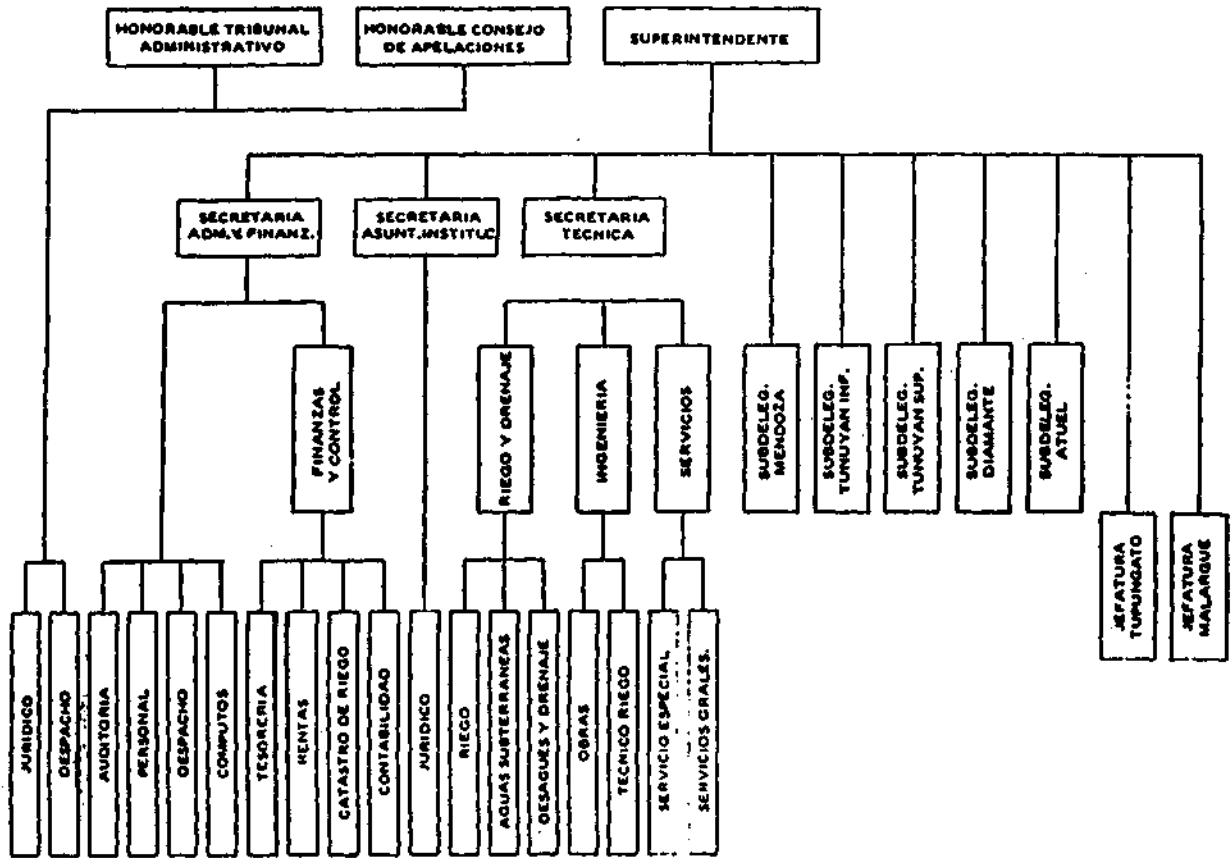 HONORABLE TRIBUNAL
ADMINISTRATIVO
HONORABLE CONSEJO
DE APELACIONES
SUPERINTENDENTE
SECRETARIA
ADM.Y FINANZ.
SECRETARIA
ASUNT.INSTITUC
SECRETARIA
TECNICA
FINANZAS
Y CONTROL
RIEGO Y DRENAJE
INGENIERIA
SERVICIOS
SUBDELEG.
MENDOZA
SUBDELEG.
TUNUYAN INF.
SUBDELEG.
TUNUYAN SUP.
SUBDELEG.
DIAMANTE
SUBDELEG.
ATUEL
JEFATURA
TUPUNGATO
JEFATURA
MALARGUE
JURIDICO
DESPACHO
AUDITORIA
PERSONAL
DESPACHO
COMPUTOS
TESORERIA
RENTAS
CATASTRO DE RIEGO
CONTABILIDAD
JURIDICO
RIEGO
AGUAS SUBTERRANEAS
DESAGUES Y DRENAJE
OBRAS
TECNICO RIEGO
SERVICIO ESPECIAL
SERVICIOS GRALES.